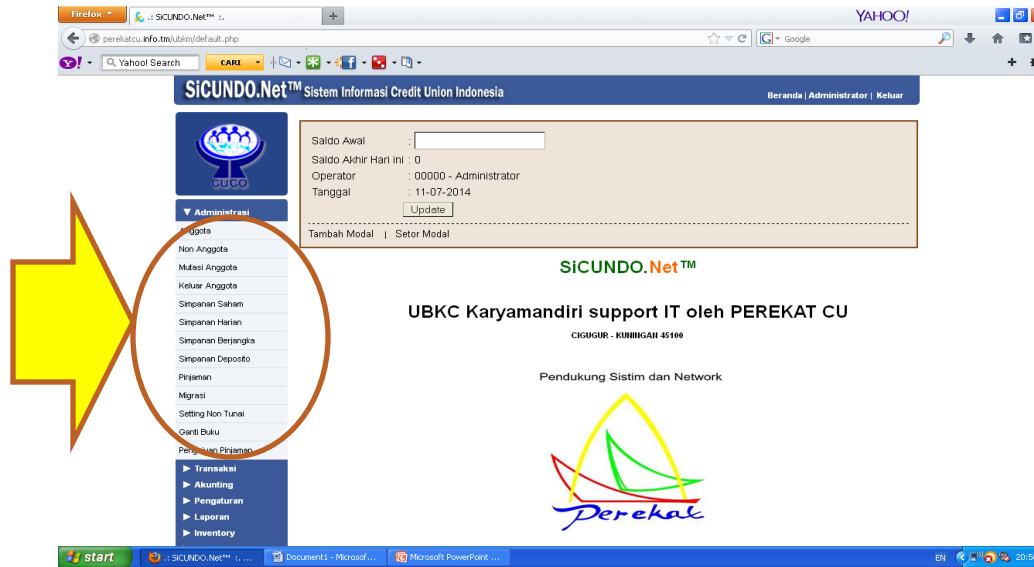 Firefox
.: SiCUNDO.Net™ :.
YAHOO!
perekatcu.info.tm/ubkm/default.php
Google
Yahoo! Search
CARI
SiCUNDO.Net™ Sistem Informasi Credit Union Indonesia
Beranda | Administrator | Keluar
CUCO
Saldo Awal :
Saldo Akhir Hari ini : 0
Operator : 00000 - Administrator
Tanggal : 11-07-2014
Update
Tambah Modal | Setor Modal
▼ Administrasi
Anggota
Non Anggota
Mutasi Anggota
Keluar Anggota
Simpanan Saham
Simpanan Harian
Simpanan Berjangka
Simpanan Deposito
Pinjaman
Migrasi
Setting Non Tunai
Ganti Buku
Pengajuan Pinjaman
► Transaksi
► Akunting
► Pengaturan
► Laporan
► Inventory
SiCUNDO.Net™
UBKC Karyamandiri support IT oleh PEREKAT CU
CIGUGUR - KUNINGAN 45100
Pendukung Sistim dan Network
Perekat
start
.: SiCUNDO.Net™ :. ...
Document1 - Microsof...
Microsoft PowerPoint ...
EN